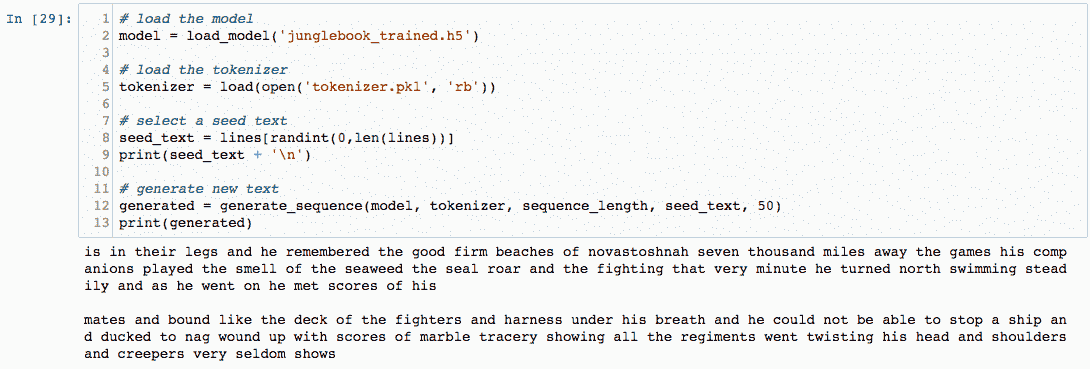 In [29]:
1 # load the model
2 model = load_model('junglebook_trained.h5')
3
4 # load the tokenizer
5 tokenizer = load(open('tokenizer.pkl', 'rb'))
6
7 # select a seed text
8 seed_text = lines[randint(0,len(lines))]
9 print(seed_text + '\n')
10
11 # generate new text
12 generated = generate_sequence(model, tokenizer, sequence_length, seed_text, 50)
13 print(generated)
is in their legs and he remembered the good firm beaches of novastoshnah seven thousand miles away the games his comp
anions played the smell of the seaweed the seal roar and the fighting that very minute he turned north swimming stead
ily and as he went on he met scores of his
mates and bound like the deck of the fighters and harness under his breath and he could not be able to stop a ship an
d ducked to nag wound up with scores of marble tracery showing all the regiments went twisting his head and shoulders
and creepers very seldom shows